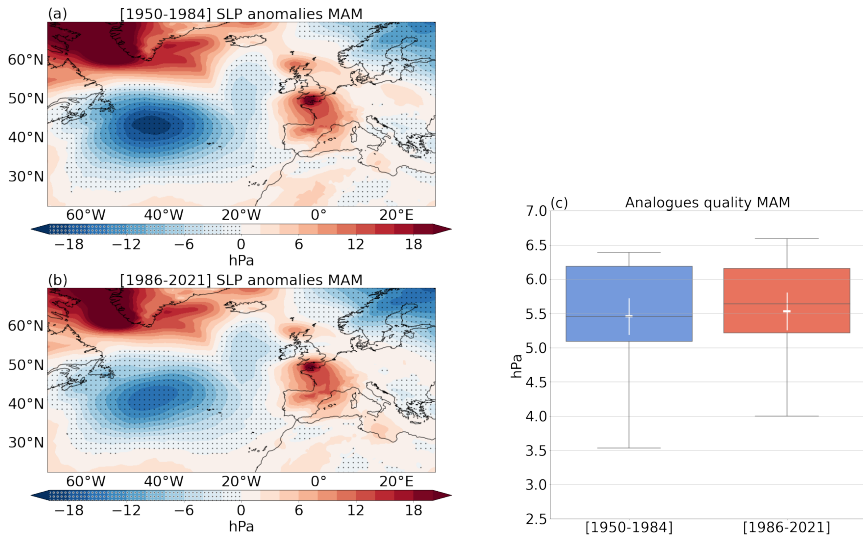 (a) [1950-1984] SLP anomalies MAM
60°N
50°N
40°N
30°N
60°W 40°W 20°W 0° 20°E
−18 −12 −6 0 6 12 18
hPa
(b) [1986-2021] SLP anomalies MAM
60°N
50°N
40°N
30°N
60°W 40°W 20°W 0° 20°E
−18 −12 −6 0 6 12 18
hPa
(c) Analogues quality MAM
7.0
6.5
6.0
5.5
5.0
4.5
4.0
3.5
3.0
2.5
hPa
[1950-1984] [1986-2021]